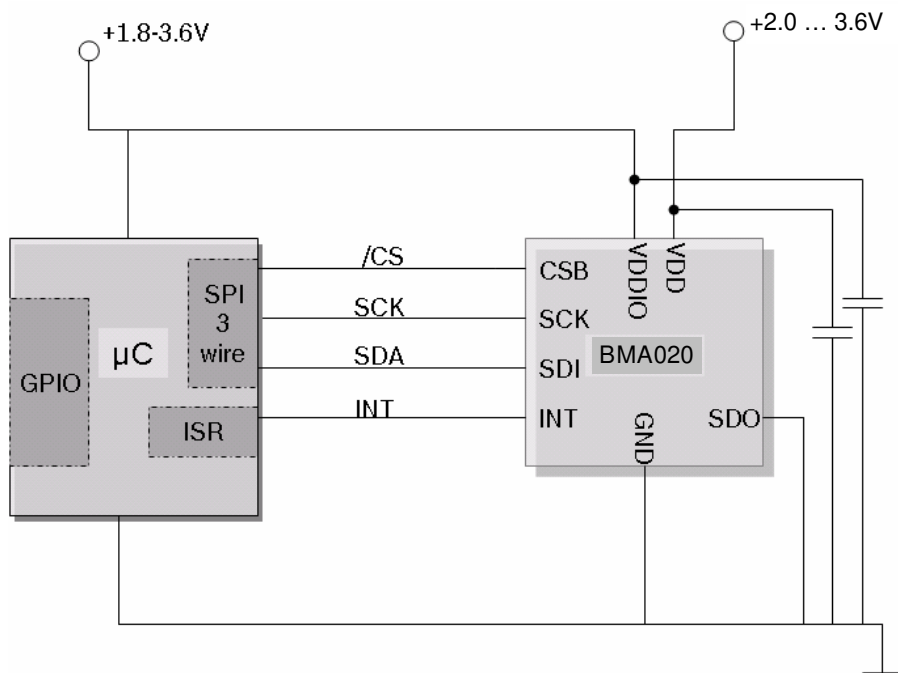 +1.8-3.6V
+2.0 … 3.6V
/CS
SCK
SDA
INT
SPI
3
wire
µC
GPIO
ISR
CSB
SCK
SDI
INT
VDDIO
VDD
BMA020
GND
SDO